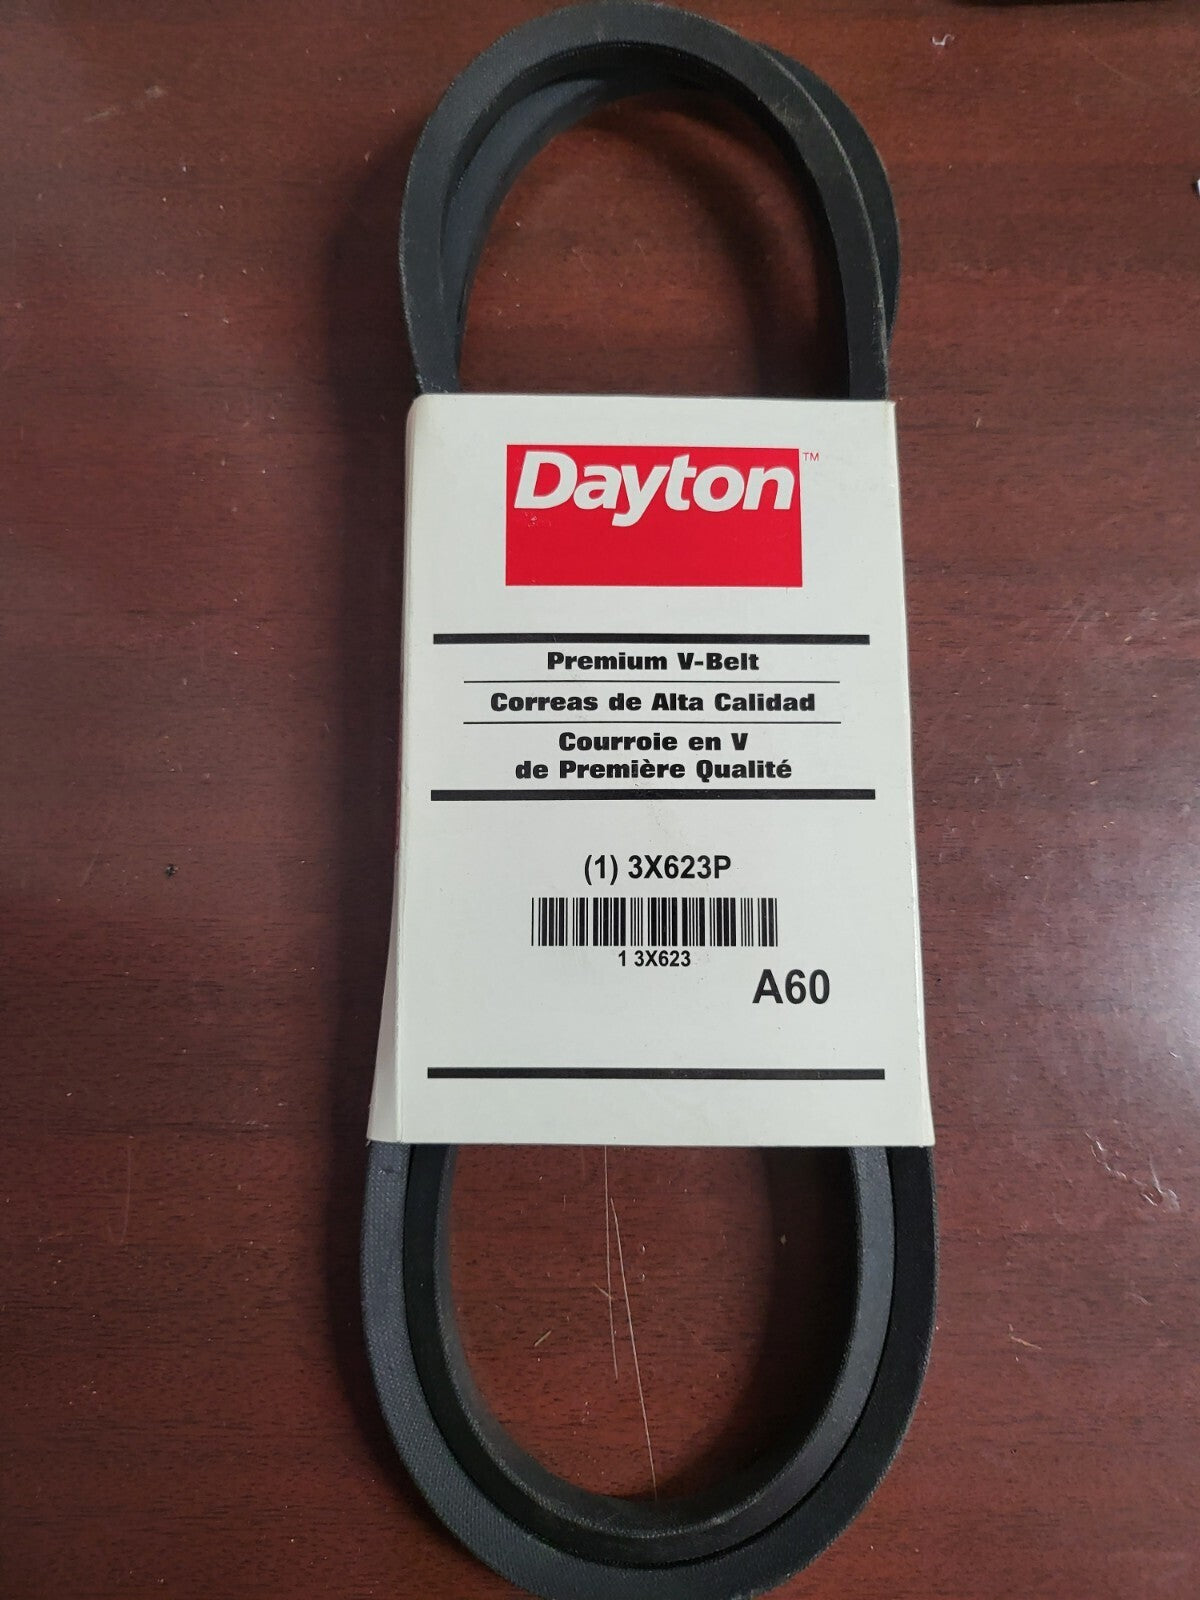 Dayton™
Premium V-Belt
Correas de Alta Calidad
Courroie en V
de Première Qualité
(1) 3X623P
1 3X623
A60